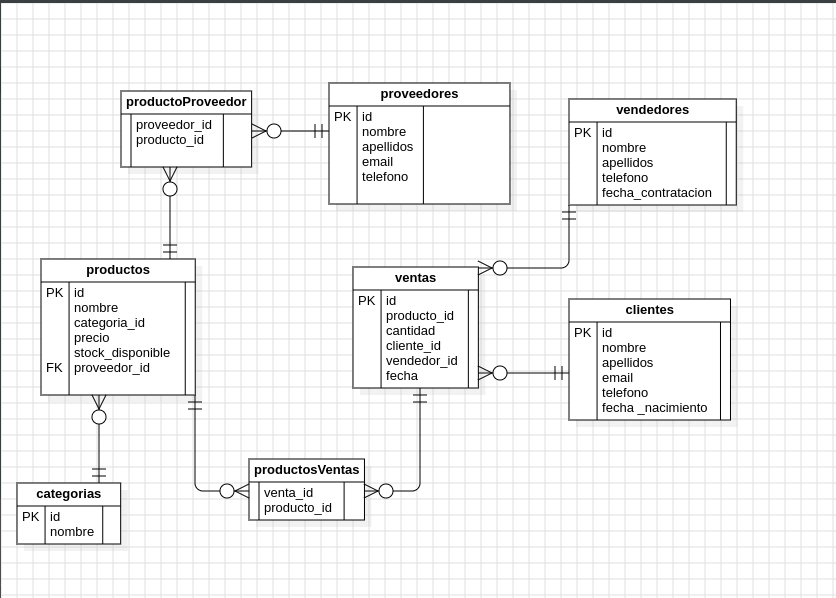 productoProveedor
proveedor_id
producto_id
proveedores
PK id
nombre
apellidos
email
telefono
vendedores
PK id
nombre
apellidos
telefono
fecha_contratacion
productos
PK id
nombre
categoria_id
precio
stock_disponible
FK proveedor_id
ventas
PK id
producto_id
cantidad
cliente_id
vendedor_id
fecha
clientes
PK id
nombre
apellidos
email
telefono
fecha _nacimiento
categorias
PK id
nombre
productosVentas
venta_id
producto_id